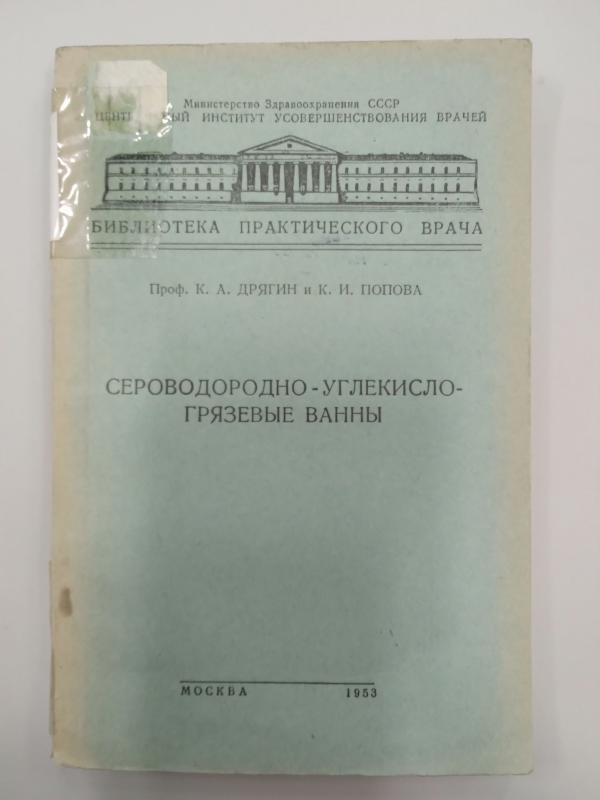 Министерство Здравоохранения СССР
ИНСТИТУТ УСОВЕРШЕНСТВОВАНИЯ ВРАЧЕЙ
БИБЛИОТЕКА ПРАКТИЧЕСКОГО ВРАЧА
Проф. К. А. ДРЯГИН и К. И. ПОПОВА
СЕРОВОДОРОДНО-УГЛЕКИСЛО-
ГРЯЗЕВЫЕ ВАННЫ
МОСКВА 1953